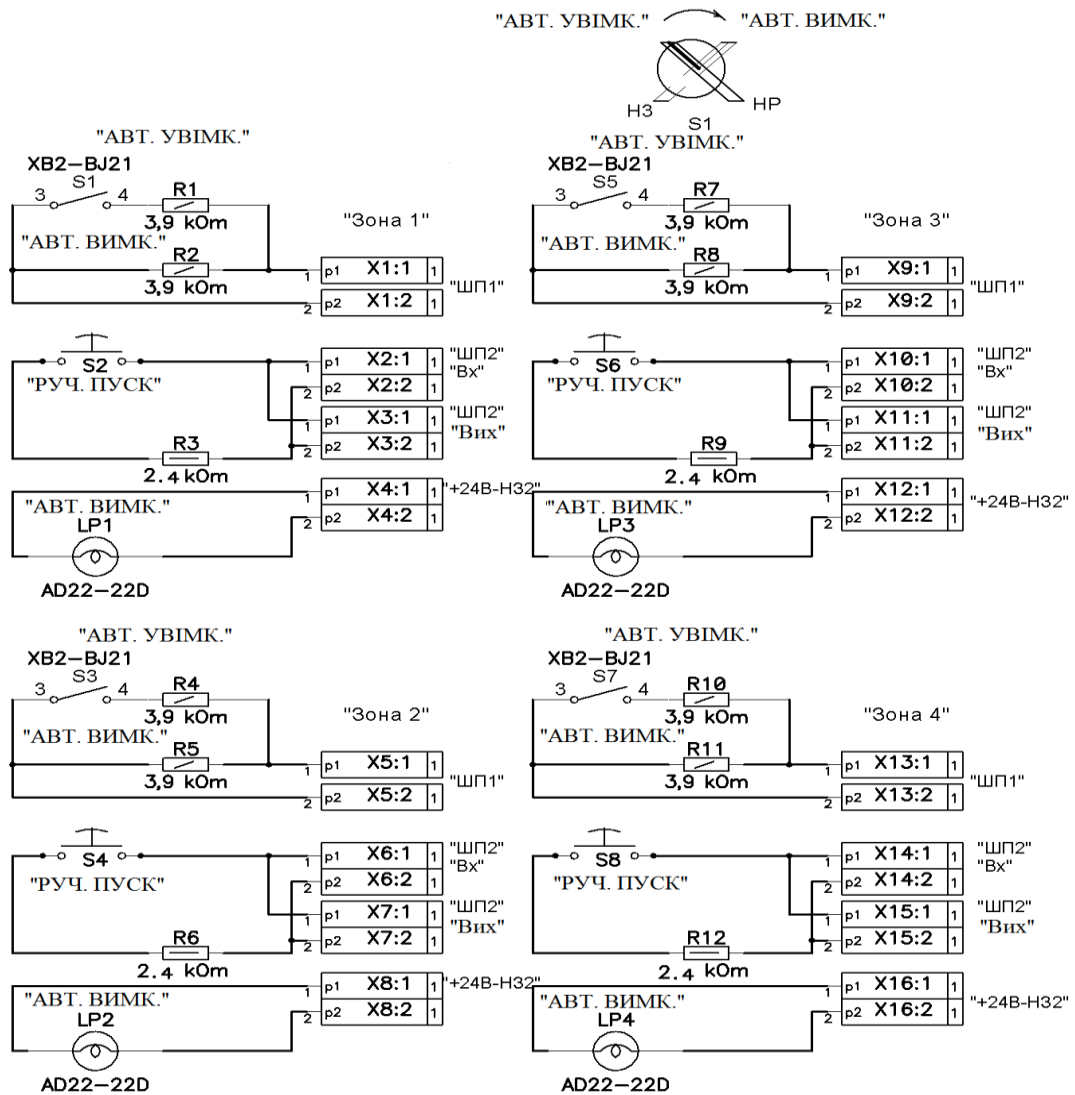 "АВТ. УВІМК." "АВТ. ВИМК."
НЗ НР
S1
"АВТ. УВІМК."
XB2-BJ21
S1
3 4 R1
3,9 kOm
"Зона 1"
"АВТ. ВИМК."
R2
3,9 kOm
1 p1 X1:1 1
"ШП1"
2 p2 X1:2 1
S2
"РУЧ. ПУСК"
1 p1 X2:1 1 "ШП2"
"Вх"
2 p2 X2:2 1
1 p1 X3:1 1 "ШП2"
"Вих"
2 p2 X3:2 1
R3
2.4 kOm
1 p1 X4:1 1 "+24В-НЗ2"
"АВТ. ВИМК."
2 p2 X4:2 1
LP1
AD22-22D
"АВТ. УВІМК."
XB2-BJ21
S5
3 4 R7
3,9 kOm
"Зона 3"
"АВТ. ВИМК."
R8
3,9 kOm
1 p1 X9:1 1
"ШП1"
2 p2 X9:2 1
S6
"РУЧ. ПУСК"
1 p1 X10:1 1 "ШП2"
"Вх"
2 p2 X10:2 1
1 p1 X11:1 1 "ШП2"
"Вих"
2 p2 X11:2 1
R9
2.4 kOm
1 p1 X12:1 1
"+24В-НЗ2"
"АВТ. ВИМК."
2 p2 X12:2 1
LP3
AD22-22D
"АВТ. УВІМК."
XB2-BJ21
S3
3 4 R4
3,9 kOm
"Зона 2"
"АВТ. ВИМК."
R5
3,9 kOm
1 p1 X5:1 1
"ШП1"
2 p2 X5:2 1
S4
"РУЧ. ПУСК"
1 p1 X6:1 1 "ШП2"
"Вх"
2 p2 X6:2 1
1 p1 X7:1 1 "ШП2"
"Вих"
2 p2 X7:2 1
R6
2.4 kOm
1 p1 X8:1 1 "+24В-НЗ2"
"АВТ. ВИМК."
2 p2 X8:2 1
LP2
AD22-22D
"АВТ. УВІМК."
XB2-BJ21
S7
3 4 R10
3,9 kOm
"Зона 4"
"АВТ. ВИМК."
R11
3,9 kOm
1 p1 X13:1 1
"ШП1"
2 p2 X13:2 1
S8
"РУЧ. ПУСК"
1 p1 X14:1 1 "ШП2"
"Вх"
2 p2 X14:2 1
1 p1 X15:1 1 "ШП2"
"Вих"
2 p2 X15:2 1
R12
2.4 kOm
1 p1 X16:1 1
"+24В-НЗ2"
"АВТ. ВИМК."
2 p2 X16:2 1
LP4
AD22-22D